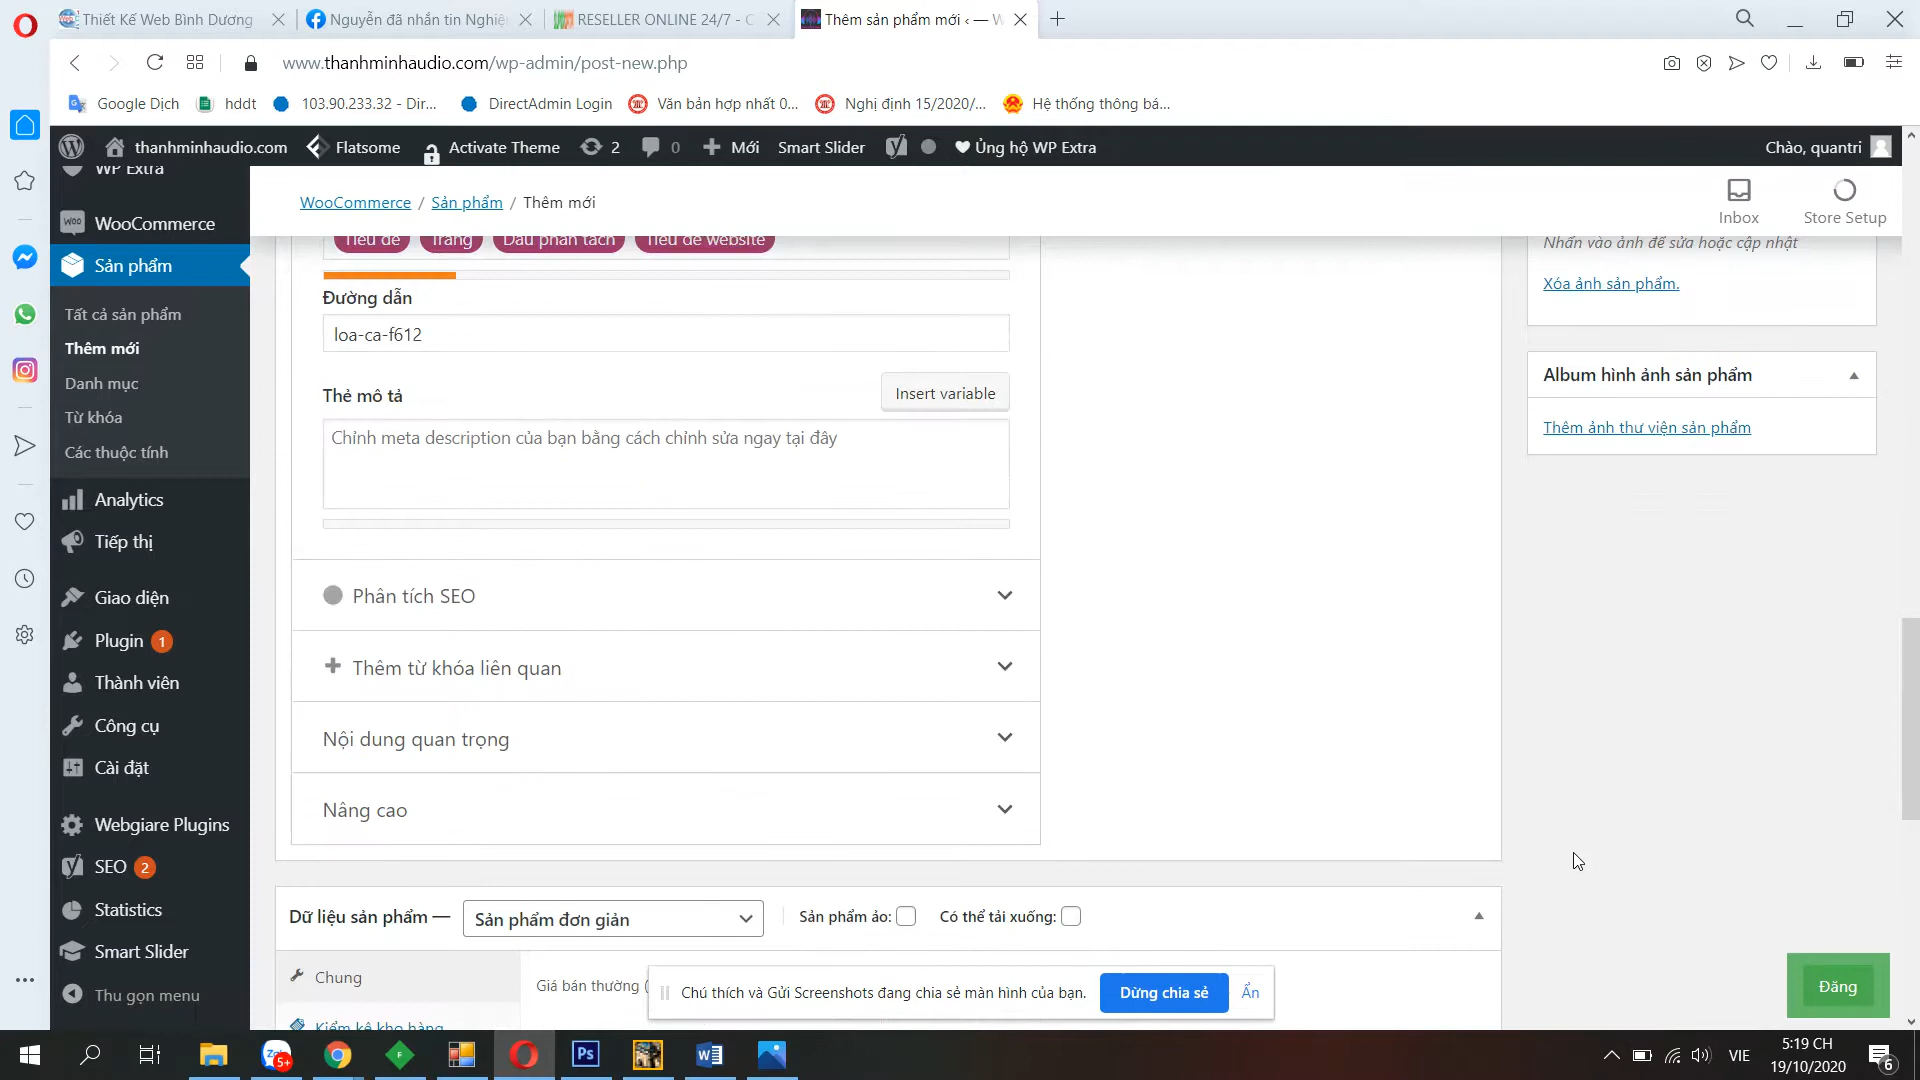 Thiết Kế Web Bình Dương
Nguyễn đã nhắn tin Nghiê
RESELLER ONLINE 24/7 - C
Thêm sản phẩm mới ‹ — W
www.thanhminhaudio.com/wp-admin/post-new.php
Google Dịch
hddt
103.90.233.32 - Dir...
DirectAdmin Login
Văn bản hợp nhất 0...
Nghị định 15/2020/...
Hệ thống thông bá...
thanhminhaudio.com
Flatsome
Activate Theme
2
0
Mới
Smart Slider
Ủng hộ WP Extra
Chào, quantri
WP Extra
WooCommerce
Sản phẩm
Tất cả sản phẩm
Thêm mới
Danh mục
Từ khóa
Các thuộc tính
Analytics
Tiếp thị
Giao diện
Plugin 1
Thành viên
Công cụ
Cài đặt
Webgiare Plugins
SEO 2
Statistics
Smart Slider
Thu gọn menu
WooCommerce / Sản phẩm / Thêm mới
Inbox
Store Setup
Tiêu đề
Trang
Dấu phân tách
Tiêu đề website
Đường dẫn
loa-ca-f612
Thẻ mô tả
Insert variable
Chỉnh meta description của bạn bằng cách chỉnh sửa ngay tại đây
Phân tích SEO
Thêm từ khóa liên quan
Nội dung quan trọng
Nâng cao
Nhấn vào ảnh để sửa hoặc cập nhật
Xóa ảnh sản phẩm.
Album hình ảnh sản phẩm
Thêm ảnh thư viện sản phẩm
Dữ liệu sản phẩm —
Sản phẩm đơn giản
Sản phẩm ảo:
Có thể tải xuống:
Chung
Giá bán thường (
Kiểm kê kho hàng
Chú thích và Gửi Screenshots đang chia sẻ màn hình của bạn.
Dừng chia sẻ
Ẩn
Đăng
5+
Ps
VIE
5:19 CH
19/10/2020
6